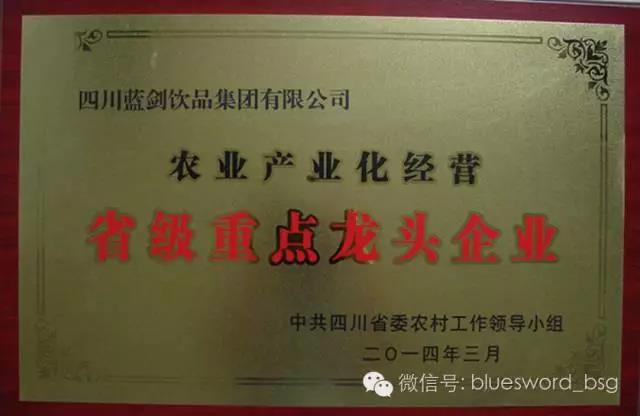 四川蓝剑饮品集团有限公司
农业产业化经营
省级重点龙头企业
中共四川省委农村工作领导小组
二〇一四年三月
微信号: bluesword_bsg